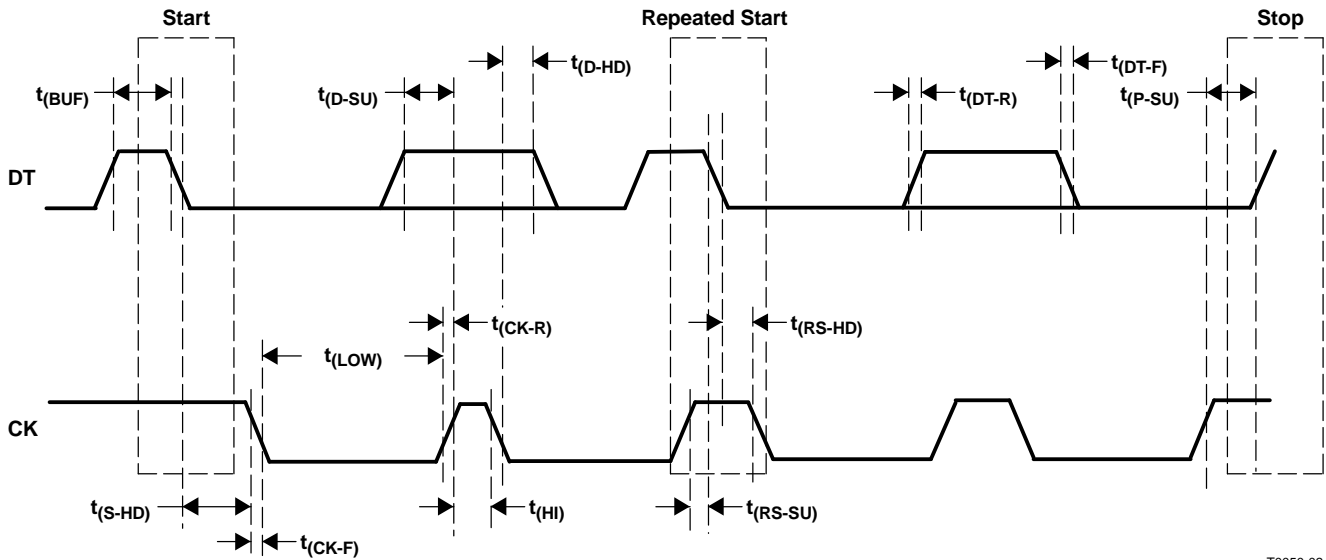 Start
Repeated Start
Stop
t(BUF)
t(D-SU)
t(D-HD)
t(DT-R)
t(DT-F)
t(P-SU)
DT
t(CK-R)
t(RS-HD)
t(LOW)
CK
t(S-HD)
t(HI)
t(RS-SU)
t(CK-F)